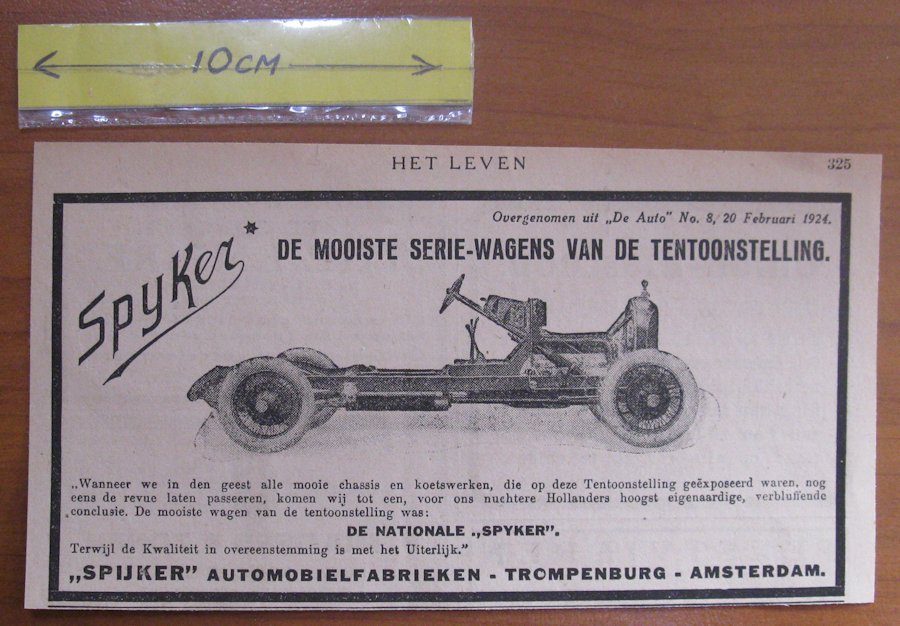 10CM
HET LEVEN
325
Overgenomen uit „De Auto" No. 8, 20 Februari 1924.
Spyker
DE MOOISTE SERIE-WAGENS VAN DE TENTOONSTELLING.
„Wanneer we in den geest alle mooie chassis en koetswerken, die op deze Tentoonstelling geëxposeerd waren, nog
eens de revue laten passeeren, komen wij tot een, voor ons nuchtere Hollanders hoogst eigenaardige, verbluffende
conclusie. De mooiste wagen van de tentoonstelling was:
DE NATIONALE „SPYKER".
Terwijl de Kwaliteit in overeenstemming is met het Uiterlijk."
„SPIJKER" AUTOMOBIELFABRIEKEN - TROMPENBURG - AMSTERDAM.